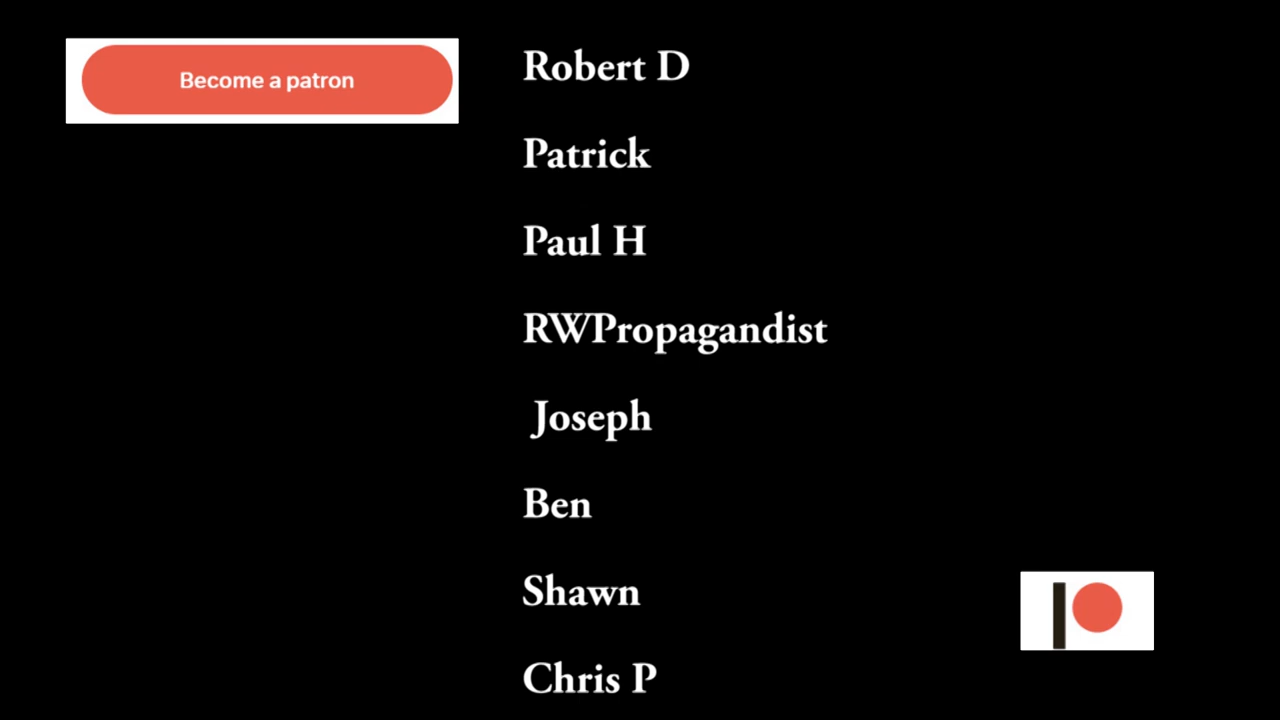 Become a patron
Robert D
Patrick
Paul H
RWPropagandist
Joseph
Ben
Shawn
Chris P